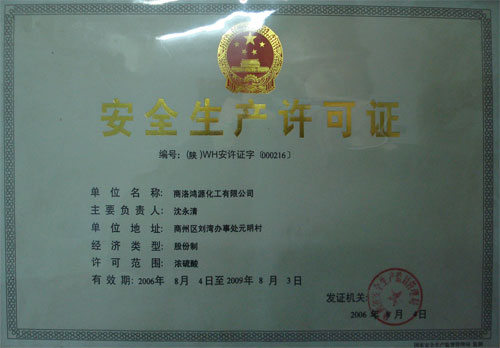 安全生产许可证
编号：(陕)WH安许证字(000216)
单位名称 商洛鸿源化工有限公司
主要负责人 沈永清
单位地址: 商州区刘湾办事处元明村
经济类型: 股份制
许可范围: 浓硫酸
有效期:2006年 8月 4日至2009年 8月 3日
发证机关:
2006年 8月 4日